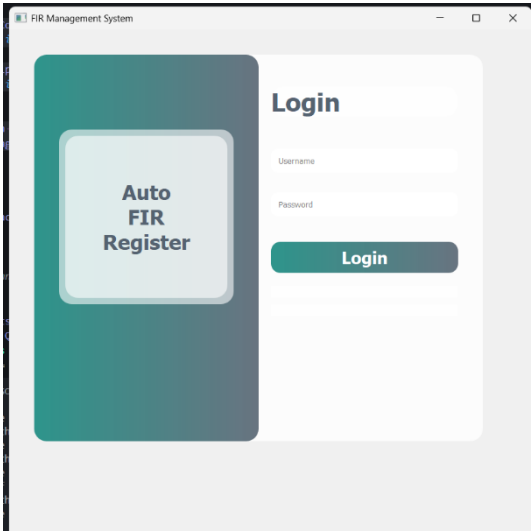 FIR Management System
Auto
FIR
Register
Login
Username
Password
Login